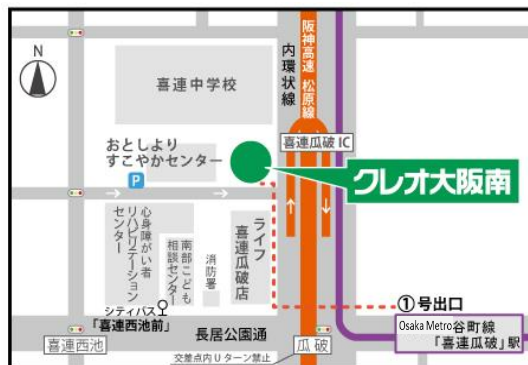 N
喜連中学校
内環状線
阪神高速 松原線
喜連瓜破IC
おとしより
すこやかセンター
P
クレオ大阪南
心身障がい者
リハビリテーション
センター
南部こども
相談センター
消防署
ライフ
喜連瓜破店
シティバス
「喜連西池前」
①号出口
長居公園通
Osaka Metro谷町線
「喜連瓜破」駅
喜連西池
交差点内Uターン禁止
瓜破